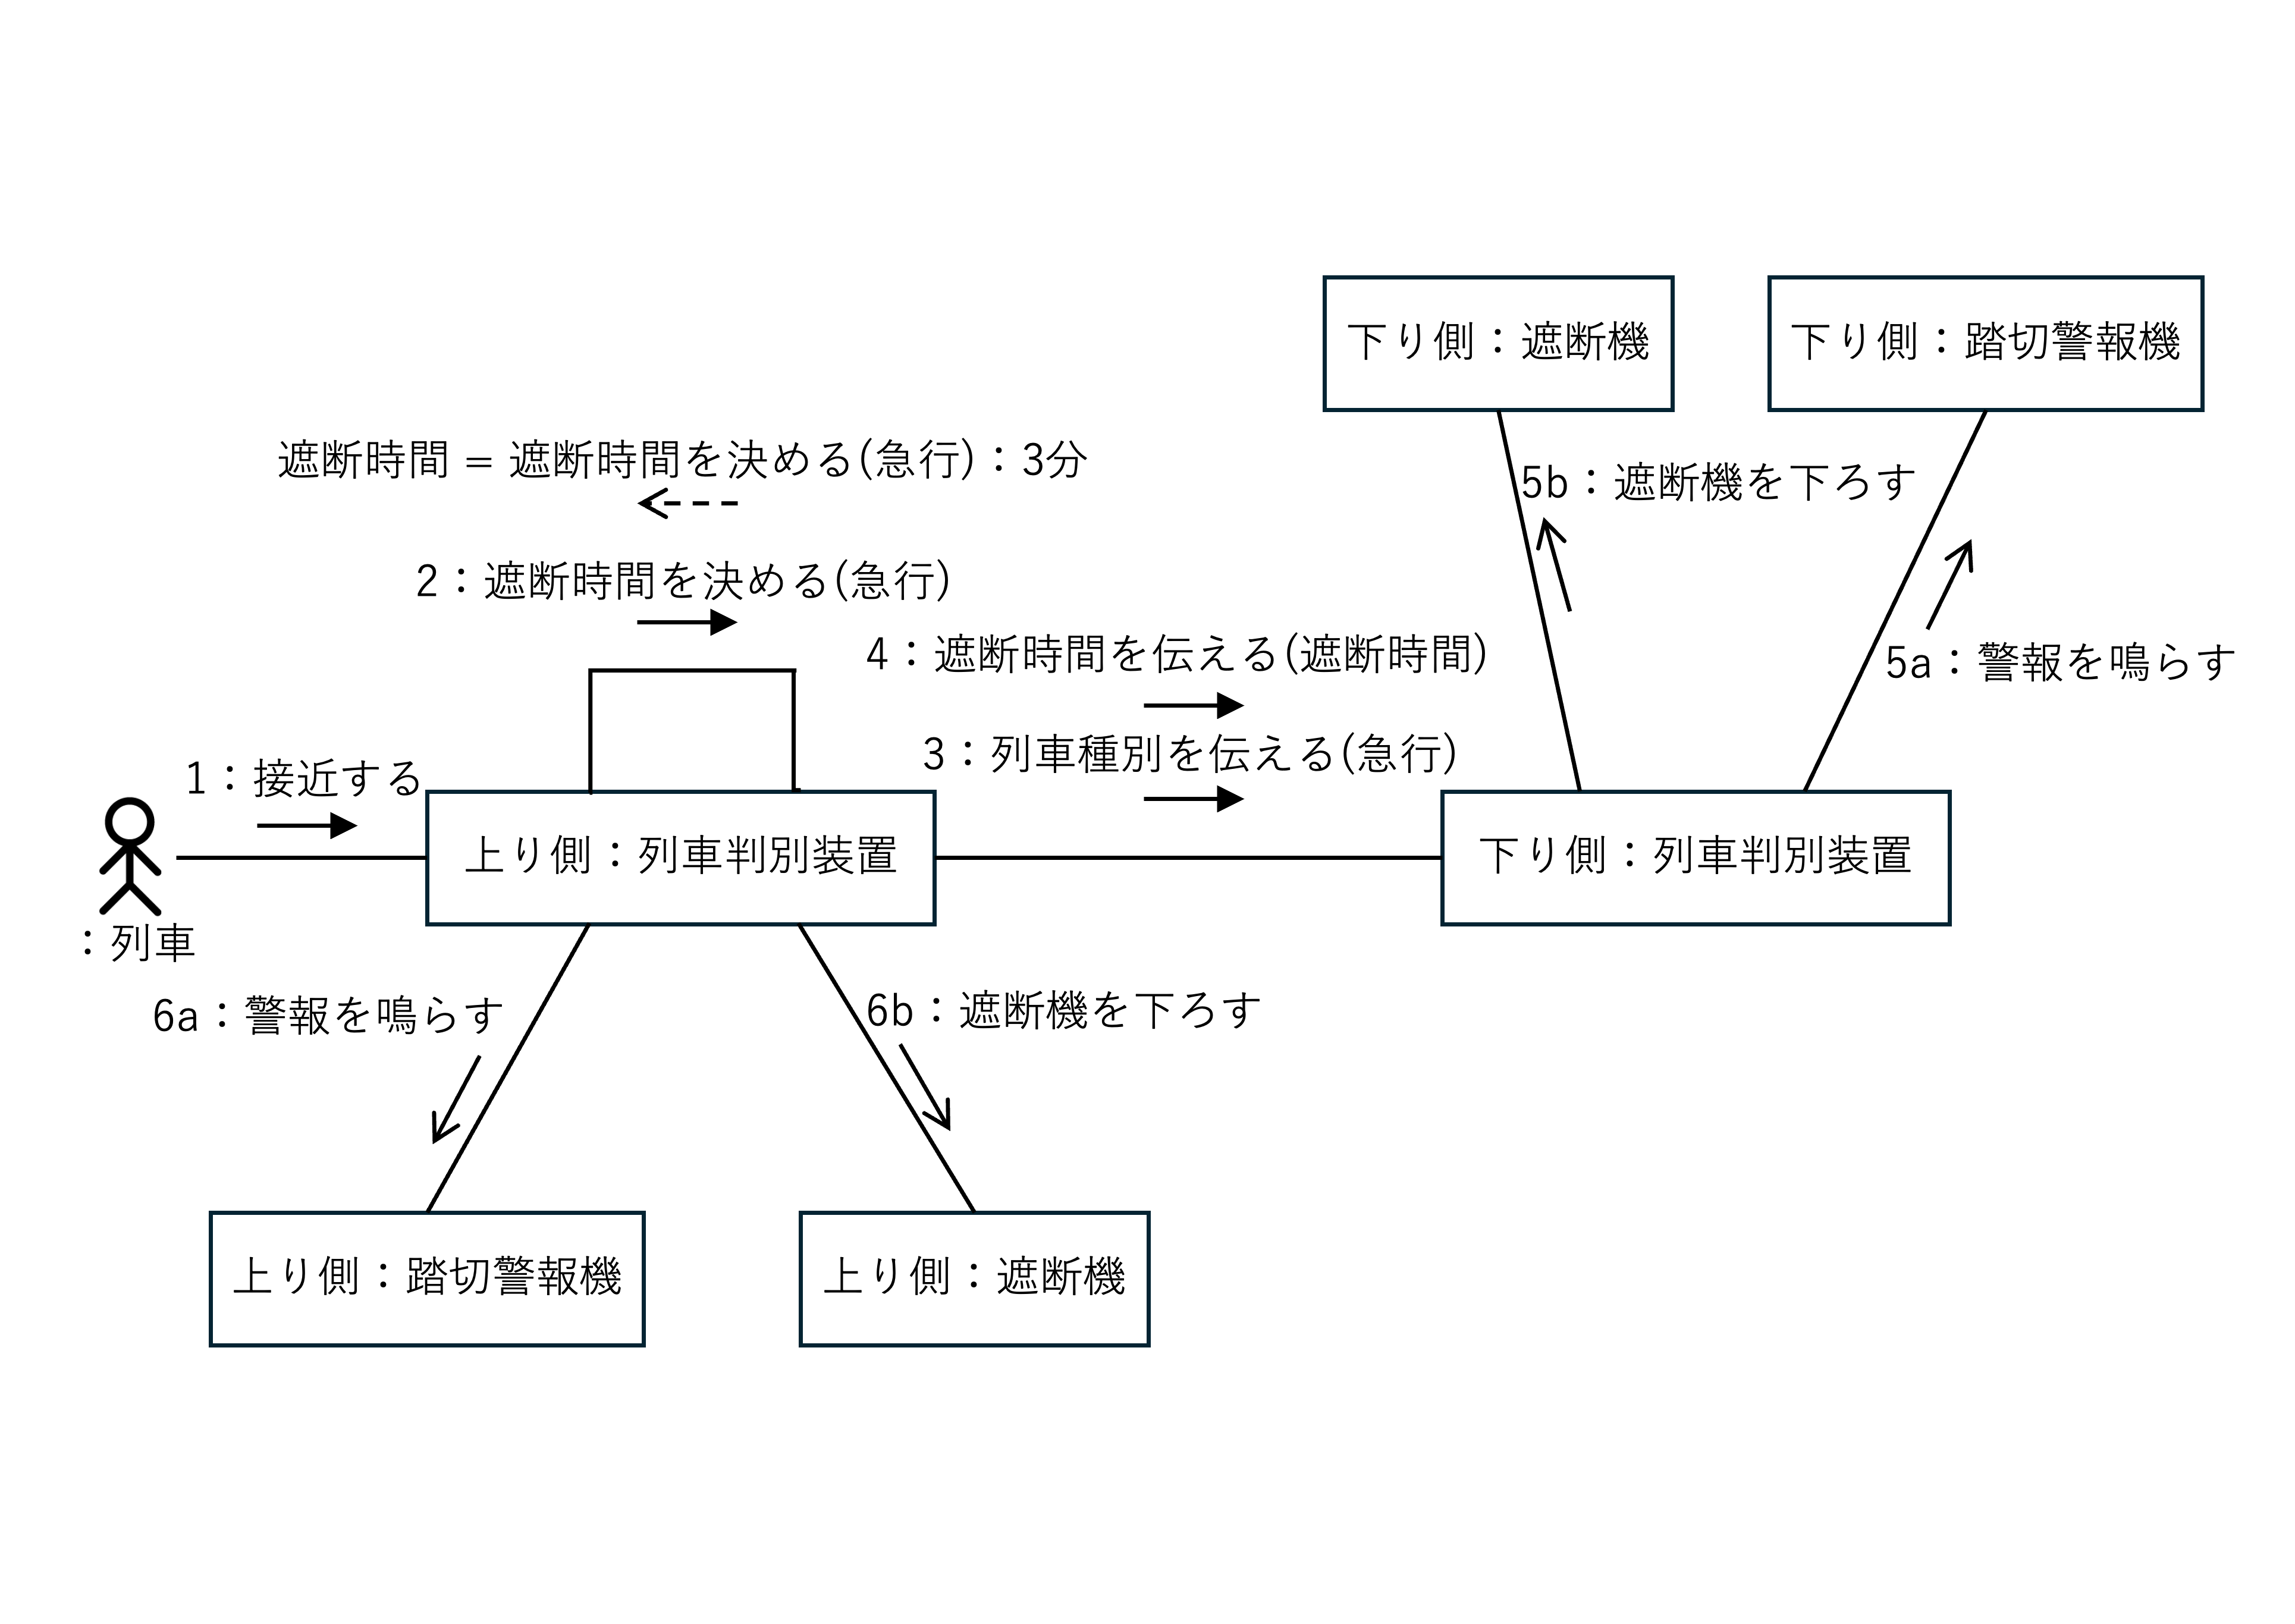 下り側：遮断機
下り側：踏切警報機
遮断時間 = 遮断時間を決める(急行)：3分
5b：遮断機を下ろす
2：遮断時間を決める(急行)
4：遮断時間を伝える(遮断時間)
5a：警報を鳴らす
3：列車種別を伝える(急行)
1：接近する
上り側：列車判別装置
下り側：列車判別装置
：列車
6a：警報を鳴らす
6b：遮断機を下ろす
上り側：踏切警報機
上り側：遮断機